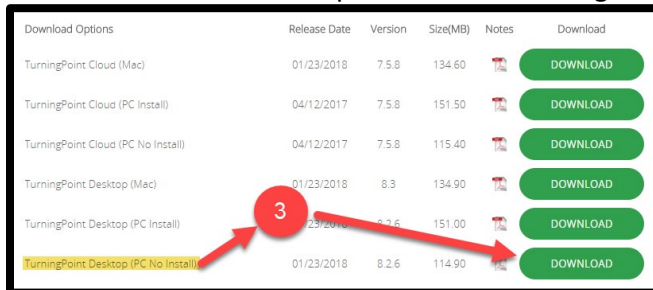 Download Options Release Date Version Size(MB) Notes Download
TurningPoint Cloud (Mac) 01/23/2018 7.5.8 134.60 DOWNLOAD
TurningPoint Cloud (PC Install) 04/12/2017 7.5.8 151.50 DOWNLOAD
TurningPoint Cloud (PC No Install) 04/12/2017 7.5.8 115.40 DOWNLOAD
TurningPoint Desktop (Mac) 01/23/2018 8.3 134.90 DOWNLOAD
3
TurningPoint Desktop (PC Install) 8.2.6 151.00 DOWNLOAD
TurningPoint Desktop (PC No Install) 01/23/2018 8.2.6 114.90 DOWNLOAD